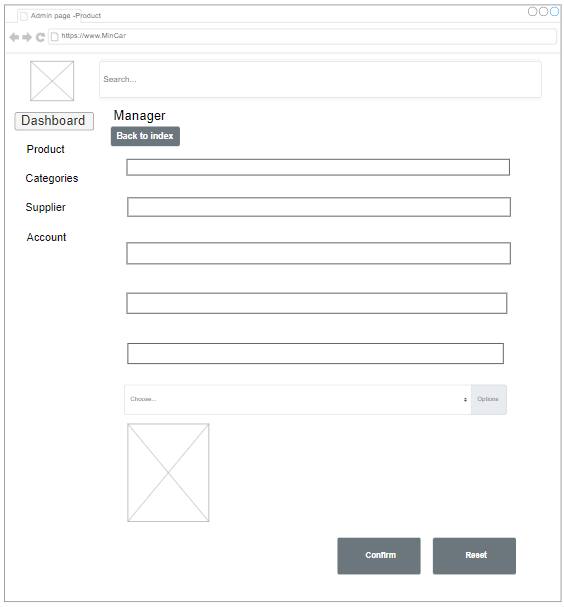 Admin page -Product
https://www.MinCar
Search...
Dashboard
Manager
Back to index
Product
Categories
Supplier
Account
Choose...
Options
Confirm
Reset